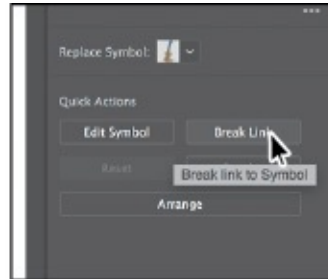 Replace Symbol:
Quick Actions
Edit Symbol Break Link
Reset
Break link to Symbol
Arrange